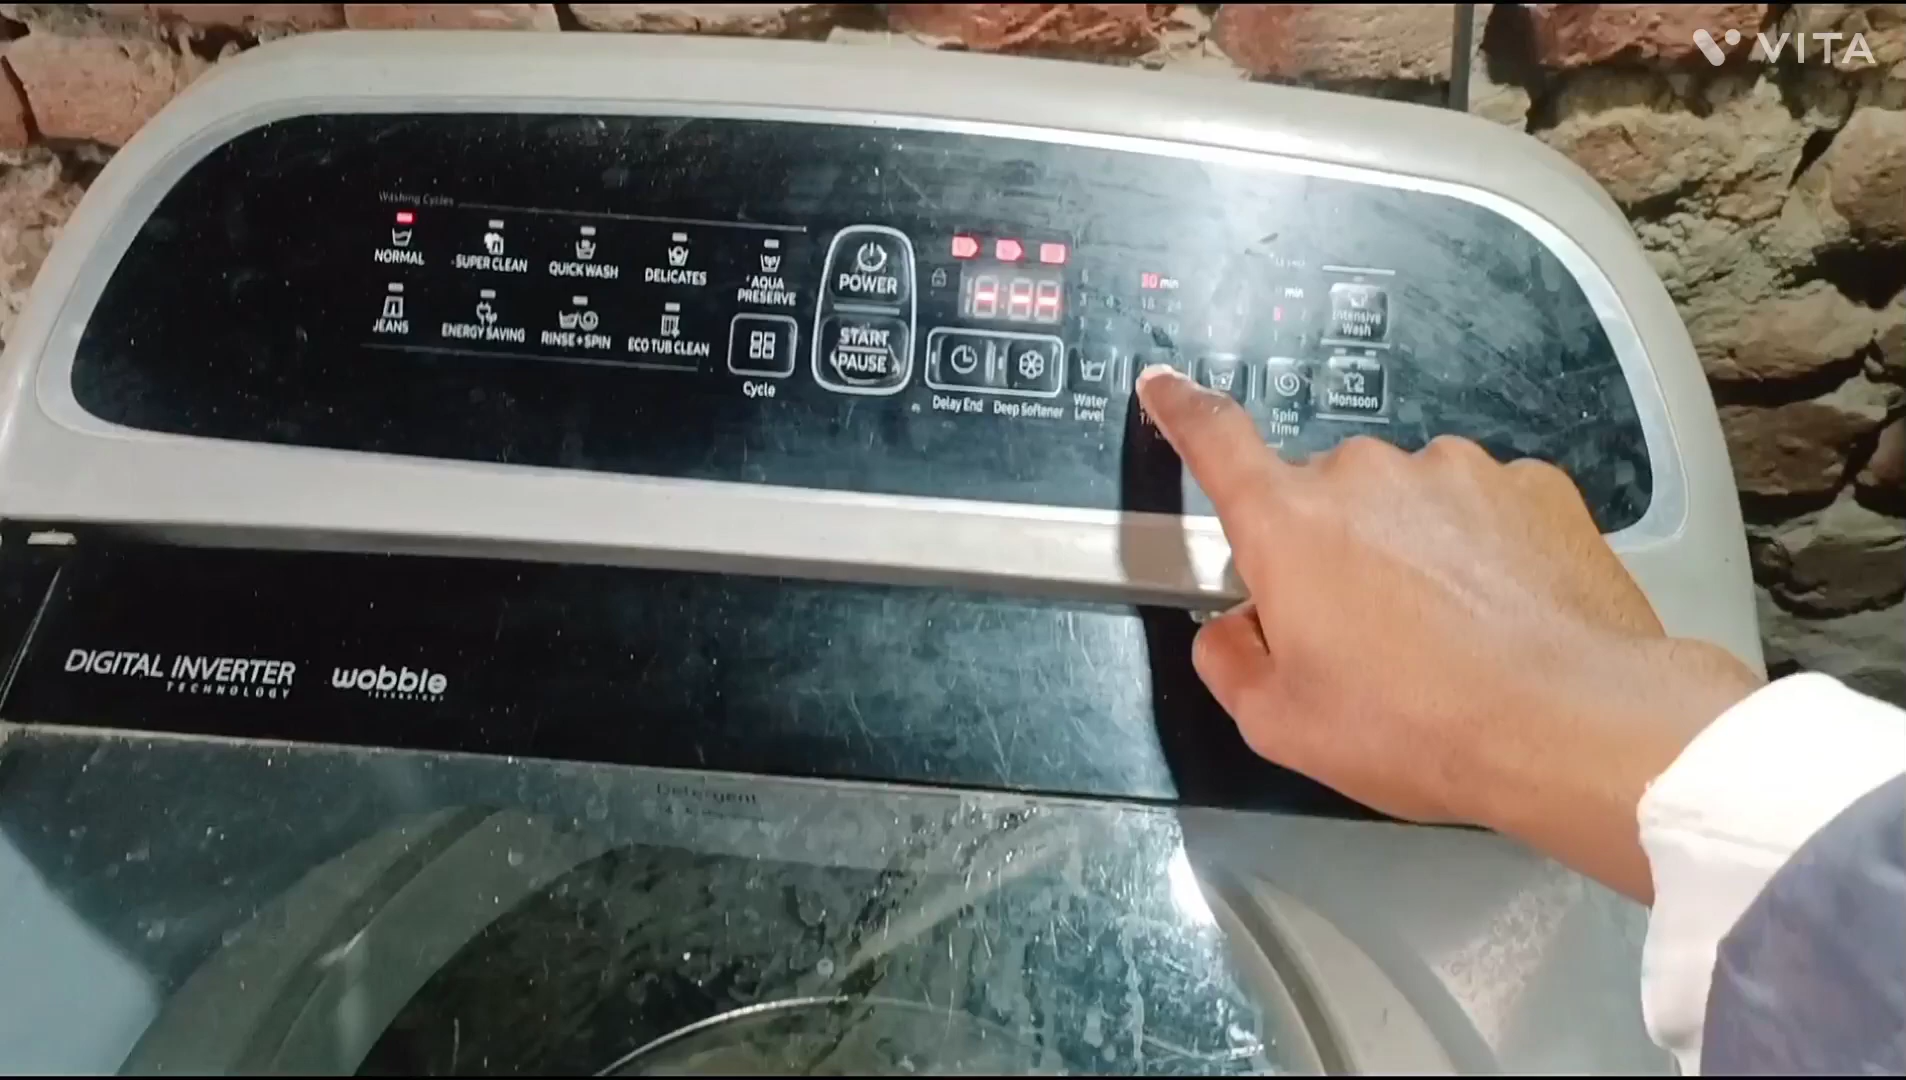 VITA
Washing Cycles
NORMAL
SUPER CLEAN
QUICK WASH
DELICATES
AQUA
PRESERVE
JEANS
ENERGY SAVING
RINSE+SPIN
ECO TUB CLEAN
Cycle
POWER
START
PAUSE
Delay End
Deep Softener
Water
Level
30 min
min
Spin
Time
Intensive
Wash
Monsoon
DIGITAL INVERTER
TECHNOLOGY
wobble
TECHNOLOGY
Detergent